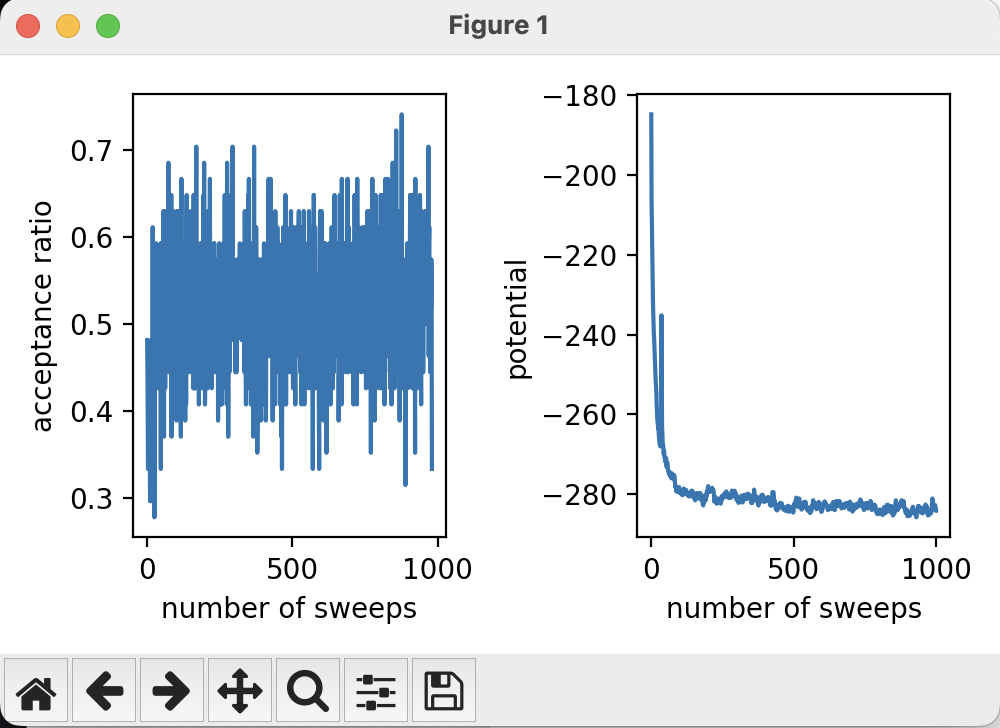 Figure 1
0.7
0.6
0.5
0.4
0.3
acceptance ratio
0 500 1000
number of sweeps
−180
−200
−220
−240
−260
−280
potential
0 500 1000
number of sweeps